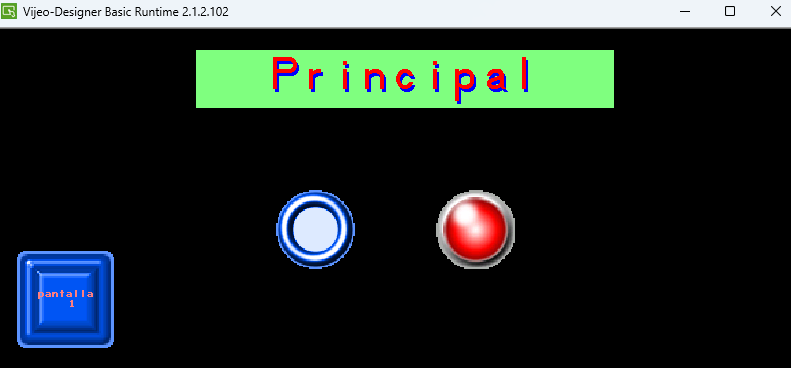 Vijeo-Designer Basic Runtime 2.1.2.102
Principal
pantalla
1